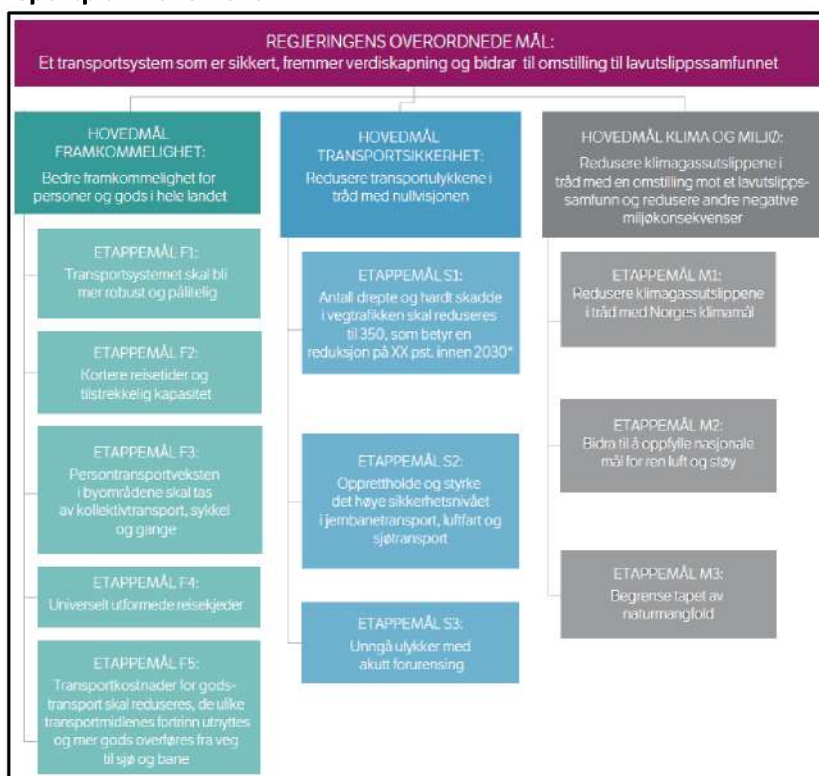 REGJERINGENS OVERORDNEDE MÅL:
Et transportsystem som er sikkert, fremmer verdiskapning og bidrar til omstilling til lavutslippssamfunnet
HOVEDMÅL
FRAMKOMMELIGHET:
Bedre framkommelighet for
personer og gods i hele landet
ETAPPEMÅL F1:
Transportsystemet skal bli
mer robust og pålitelig
ETAPPEMÅL F2:
Kortere reisetider og
tilstrekkelig kapasitet
ETAPPEMÅL F3:
Persontransportveksten
i byområdene skal tas
av kollektivtransport, sykkel
og gange
ETAPPEMÅL F4:
Universelt utformede reisekjeder
ETAPPEMÅL F5:
Transportkostnader for gods-
transport skal reduseres, de ulike
transportmidlenes fortrinn utnyttes
og mer gods overføres fra veg
til sjø og bane
HOVEDMÅL
TRANSPORTSIKKERHET:
Redusere transportulykkene i
tråd med nullvisjonen
ETAPPEMÅL S1:
Antall drepte og hardt skadde
i vegtrafikken skal reduseres
til 350, som betyr en
reduksjon på XX pst. innen 2030*
ETAPPEMÅL S2:
Opprettholde og styrke
det høye sikkerhetsnivået
i jernbanetransport, luftfart og
sjøtransport
ETAPPEMÅL S3:
Unngå ulykker med
akutt forurensing
HOVEDMÅL KLIMA OG MILJØ:
Redusere klimagassutslippene i
tråd med en omstilling mot et lavutslipps-
samfunn og redusere andre negative
miljøkonsekvenser
ETAPPEMÅL M1:
Redusere klimagassutslippene
i tråd med Norges klimamål
ETAPPEMÅL M2:
Bidra til å oppfylle nasjonale
mål for ren luft og støy
ETAPPEMÅL M3:
Begrense tapet av
naturmangfold